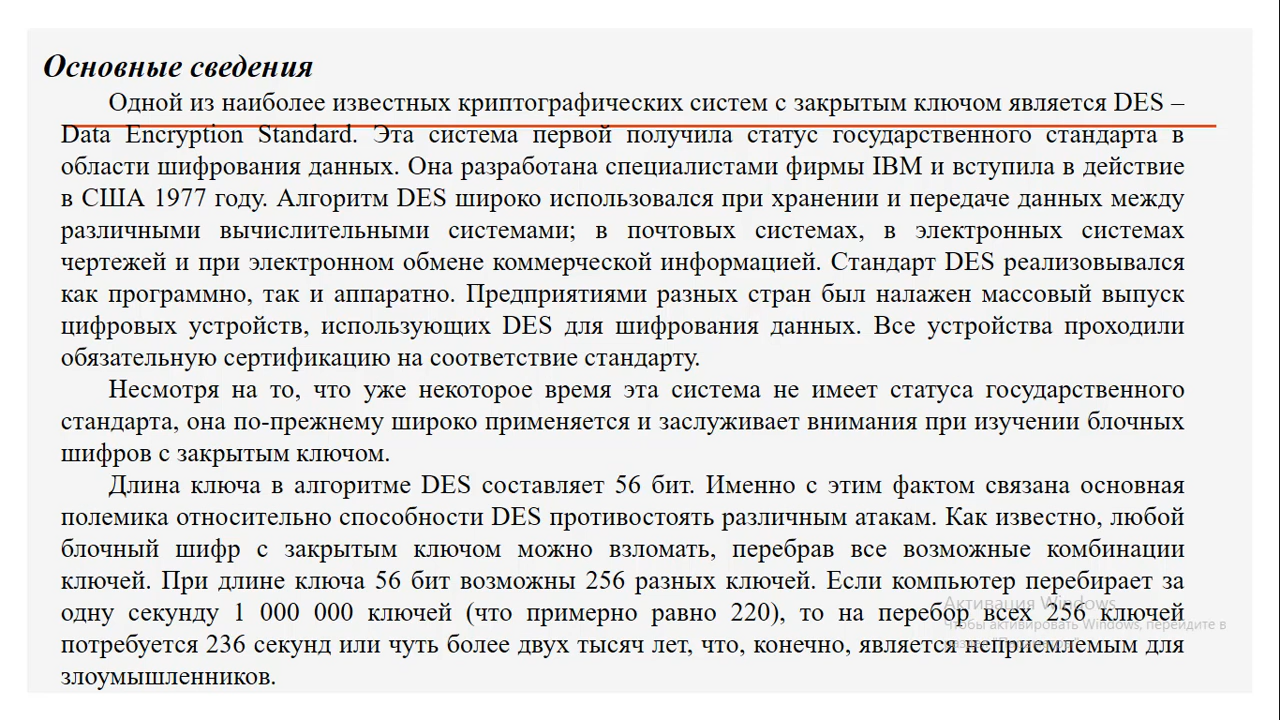 Основные сведения
Одной из наиболее известных криптографических систем с закрытым ключом является DES –
Data Encryption Standard. Эта система первой получила статус государственного стандарта в
области шифрования данных. Она разработана специалистами фирмы IBM и вступила в действие
в США 1977 году. Алгоритм DES широко использовался при хранении и передаче данных между
различными вычислительными системами; в почтовых системах, в электронных системах
чертежей и при электронном обмене коммерческой информацией. Стандарт DES реализовывался
как программно, так и аппаратно. Предприятиями разных стран был налажен массовый выпуск
цифровых устройств, использующих DES для шифрования данных. Все устройства проходили
обязательную сертификацию на соответствие стандарту.
Несмотря на то, что уже некоторое время эта система не имеет статуса государственного
стандарта, она по-прежнему широко применяется и заслуживает внимания при изучении блочных
шифров с закрытым ключом.
Длина ключа в алгоритме DES составляет 56 бит. Именно с этим фактом связана основная
полемика относительно способности DES противостоять различным атакам. Как известно, любой
блочный шифр с закрытым ключом можно взломать, перебрав все возможные комбинации
ключей. При длине ключа 56 бит возможны 256 разных ключей. Если компьютер перебирает за
одну секунду 1 000 000 ключей (что примерно равно 220), то на перебор всех 256 ключей
потребуется 236 секунд или чуть более двух тысяч лет, что, конечно, является неприемлемым для
злоумышленников.
Активация Windows
Чтобы активировать Windows, перейдите в